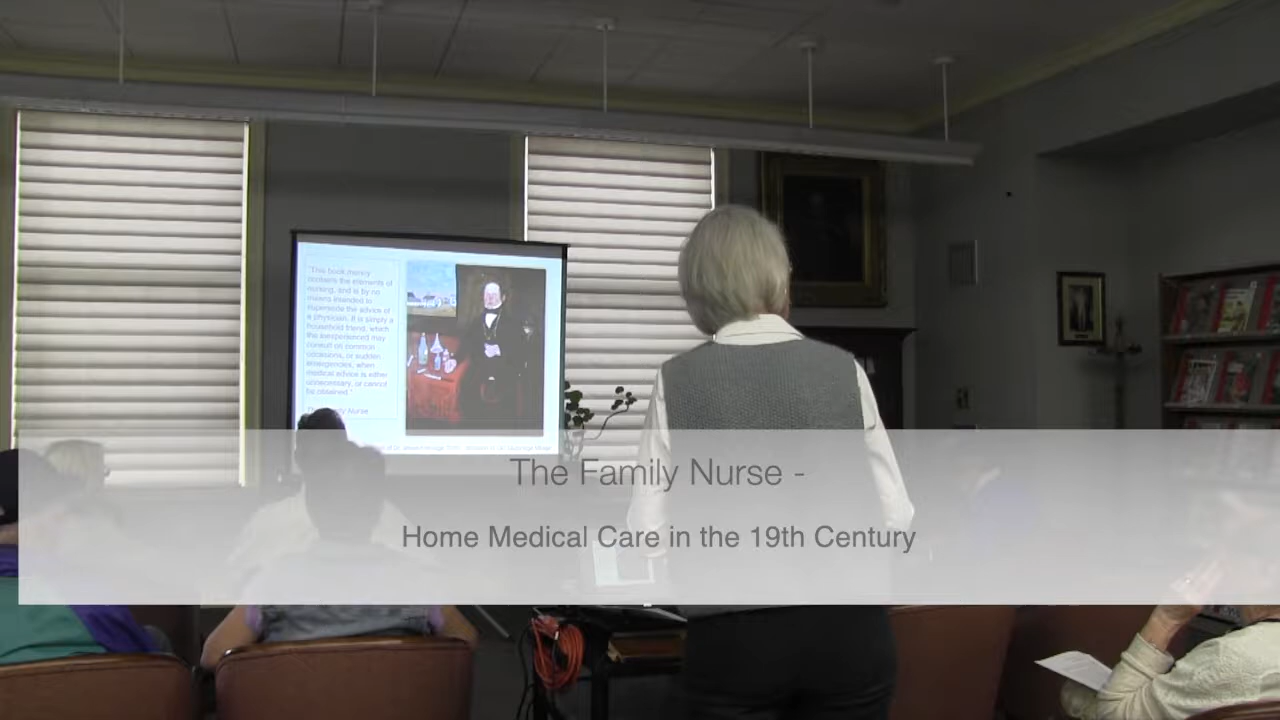 "This book merely
contains the elements of
nursing, and is by no
means intended to
supersede the advice of
a physician. It is simply a
household friend, which
the inexperienced may
consult on common
occasions, or sudden
emergencies, when
medical advice is either
unnecessary, or cannot
be obtained."
Family Nurse
The Family Nurse -
Home Medical Care in the 19th Century